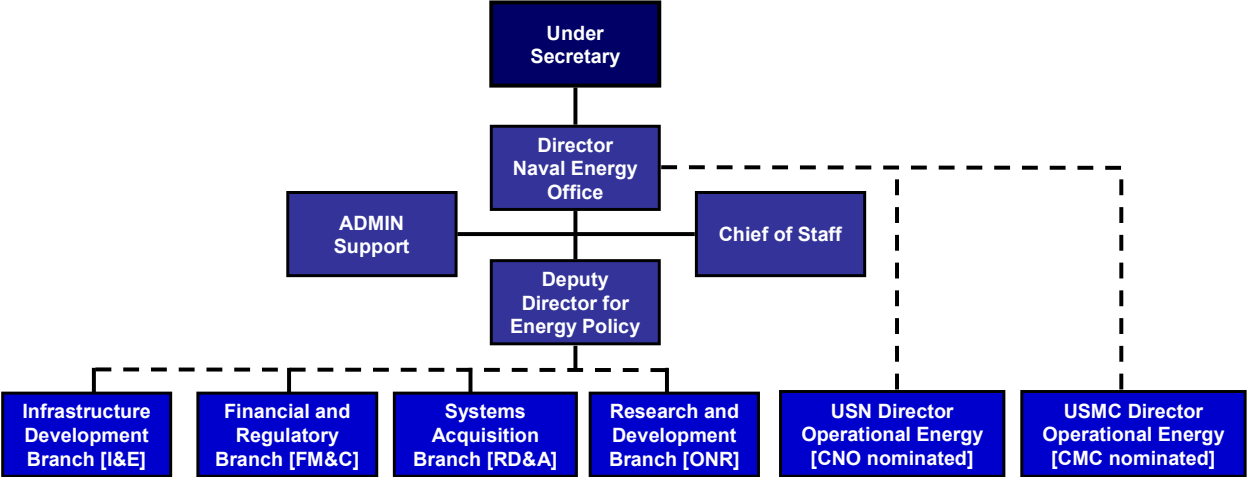 Under
Secretary
Director
Naval Energy
Office
ADMIN
Support
Chief of Staff
Deputy
Director for
Energy Policy
Infrastructure
Development
Branch [I&E]
Financial and
Regulatory
Branch [FM&C]
Systems
Acquisition
Branch [RD&A]
Research and
Development
Branch [ONR]
USN Director
Operational Energy
[CNO nominated]
USMC Director
Operational Energy
[CMC nominated]